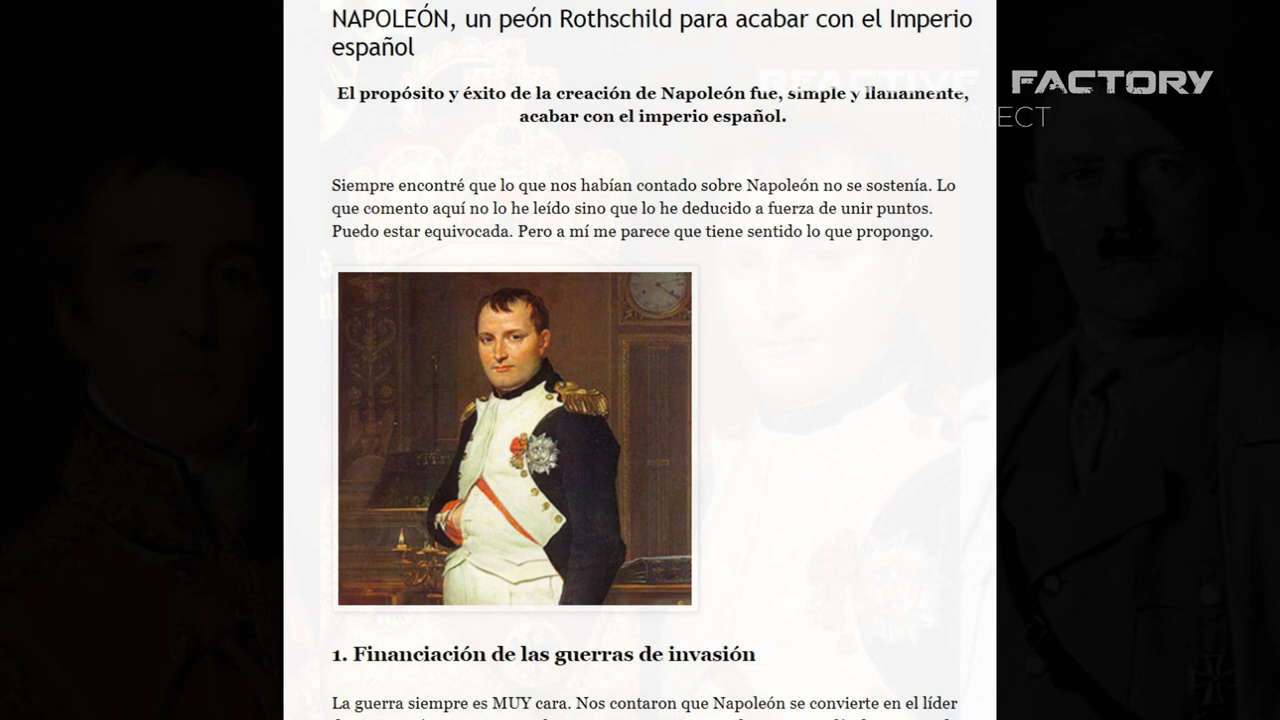 NAPOLEÓN, un peón Rothschild para acabar con el Imperio
español
REACTIVE FACTORY
PROJECT
El propósito y éxito de la creación de Napoleón fue, simple y llanamente,
acabar con el imperio español.
Siempre encontré que lo que nos habían contado sobre Napoleón no se sostenía. Lo
que comento aquí no lo he leído sino que lo he deducido a fuerza de unir puntos.
Puedo estar equivocada. Pero a mí me parece que tiene sentido lo que propongo.
1. Financiación de las guerras de invasión
La guerra siempre es MUY cara. Nos contaron que Napoleón se convierte en el líder